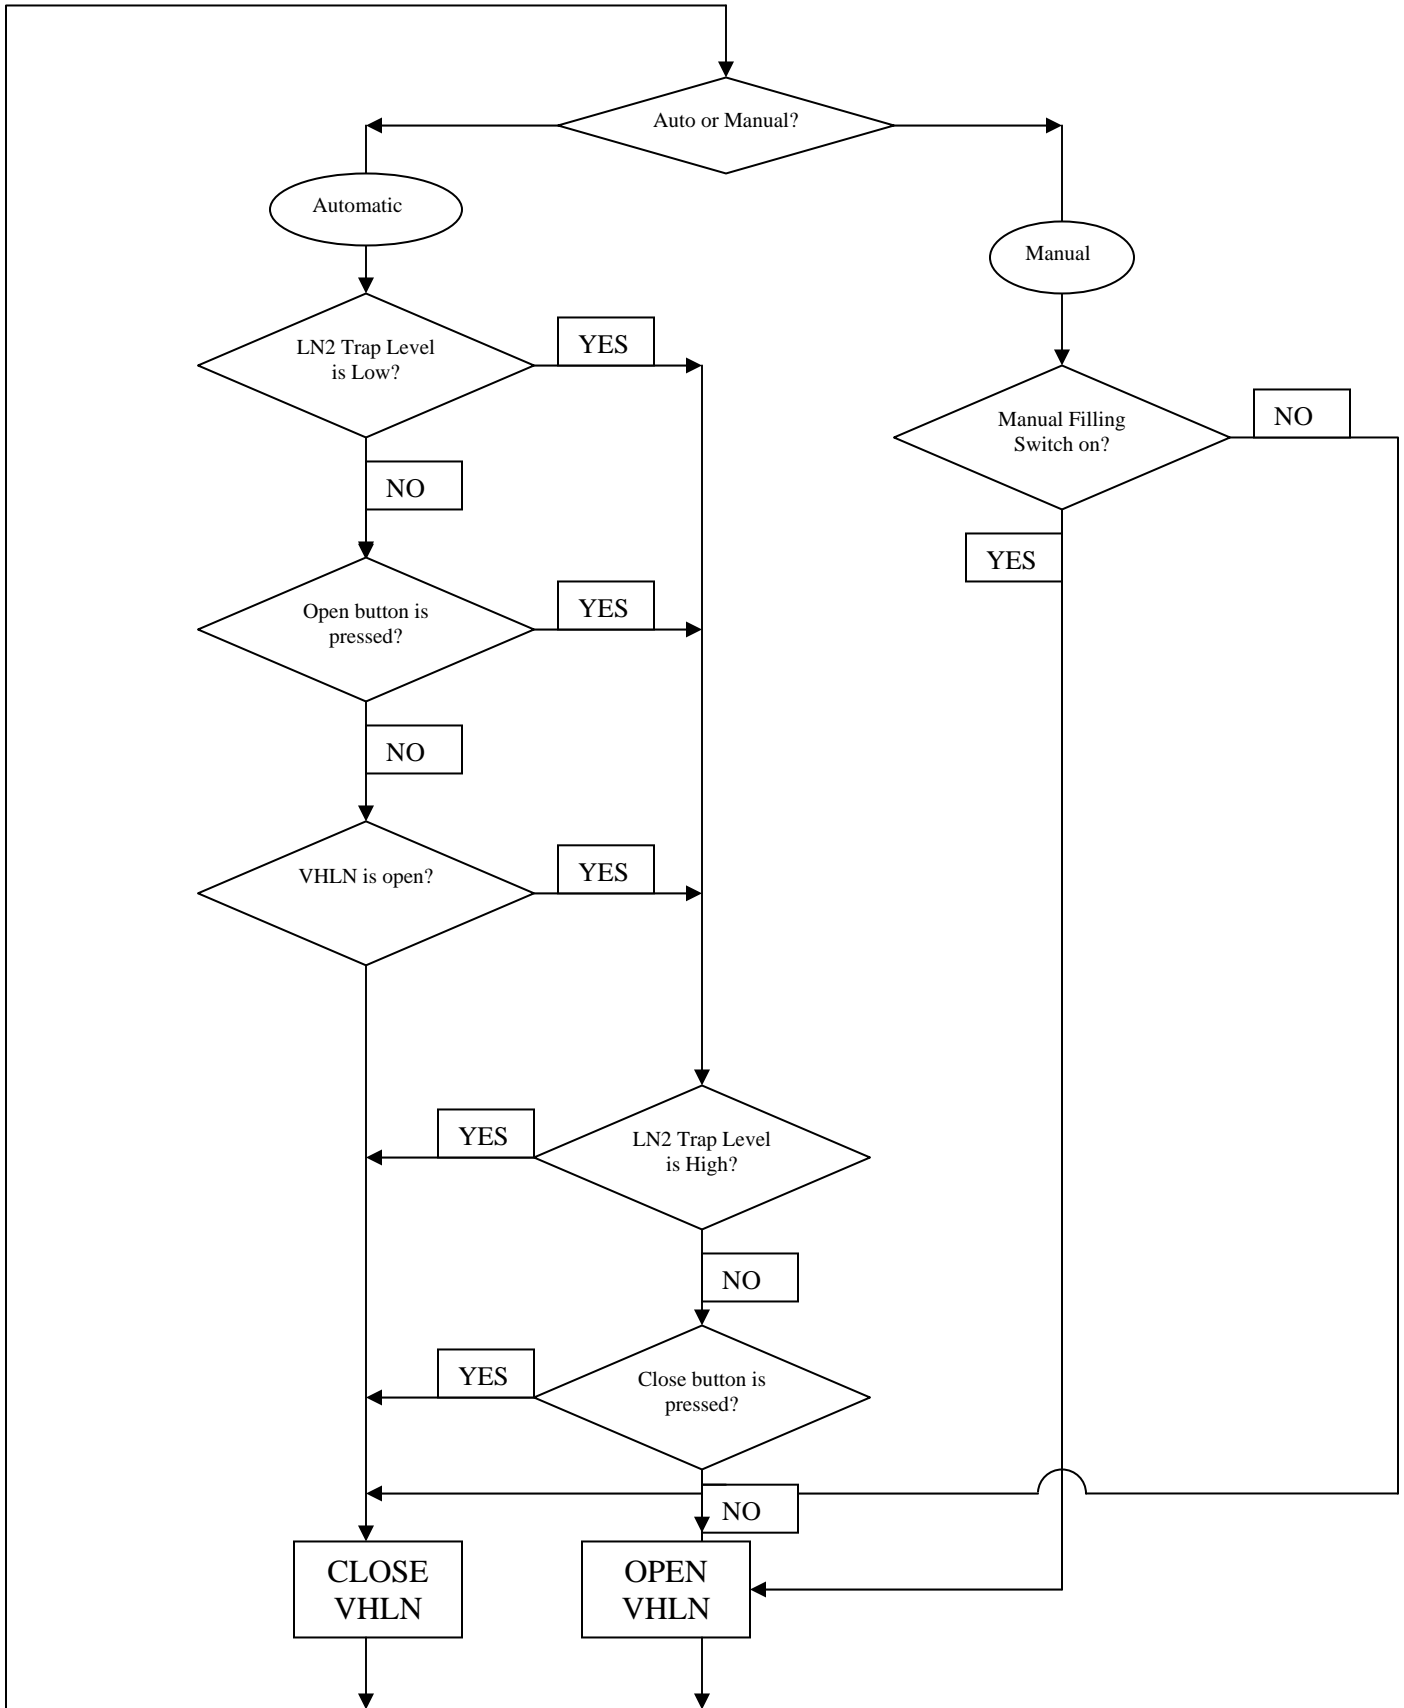 Auto or Manual?
Automatic
Manual
LN2 Trap Level
is Low?
YES
NO
Manual Filling
Switch on?
NO
YES
Open button is
pressed?
YES
NO
VHLN is open?
YES
LN2 Trap Level
is High?
YES
NO
Close button is
pressed?
YES
NO
CLOSE
VHLN
OPEN
VHLN